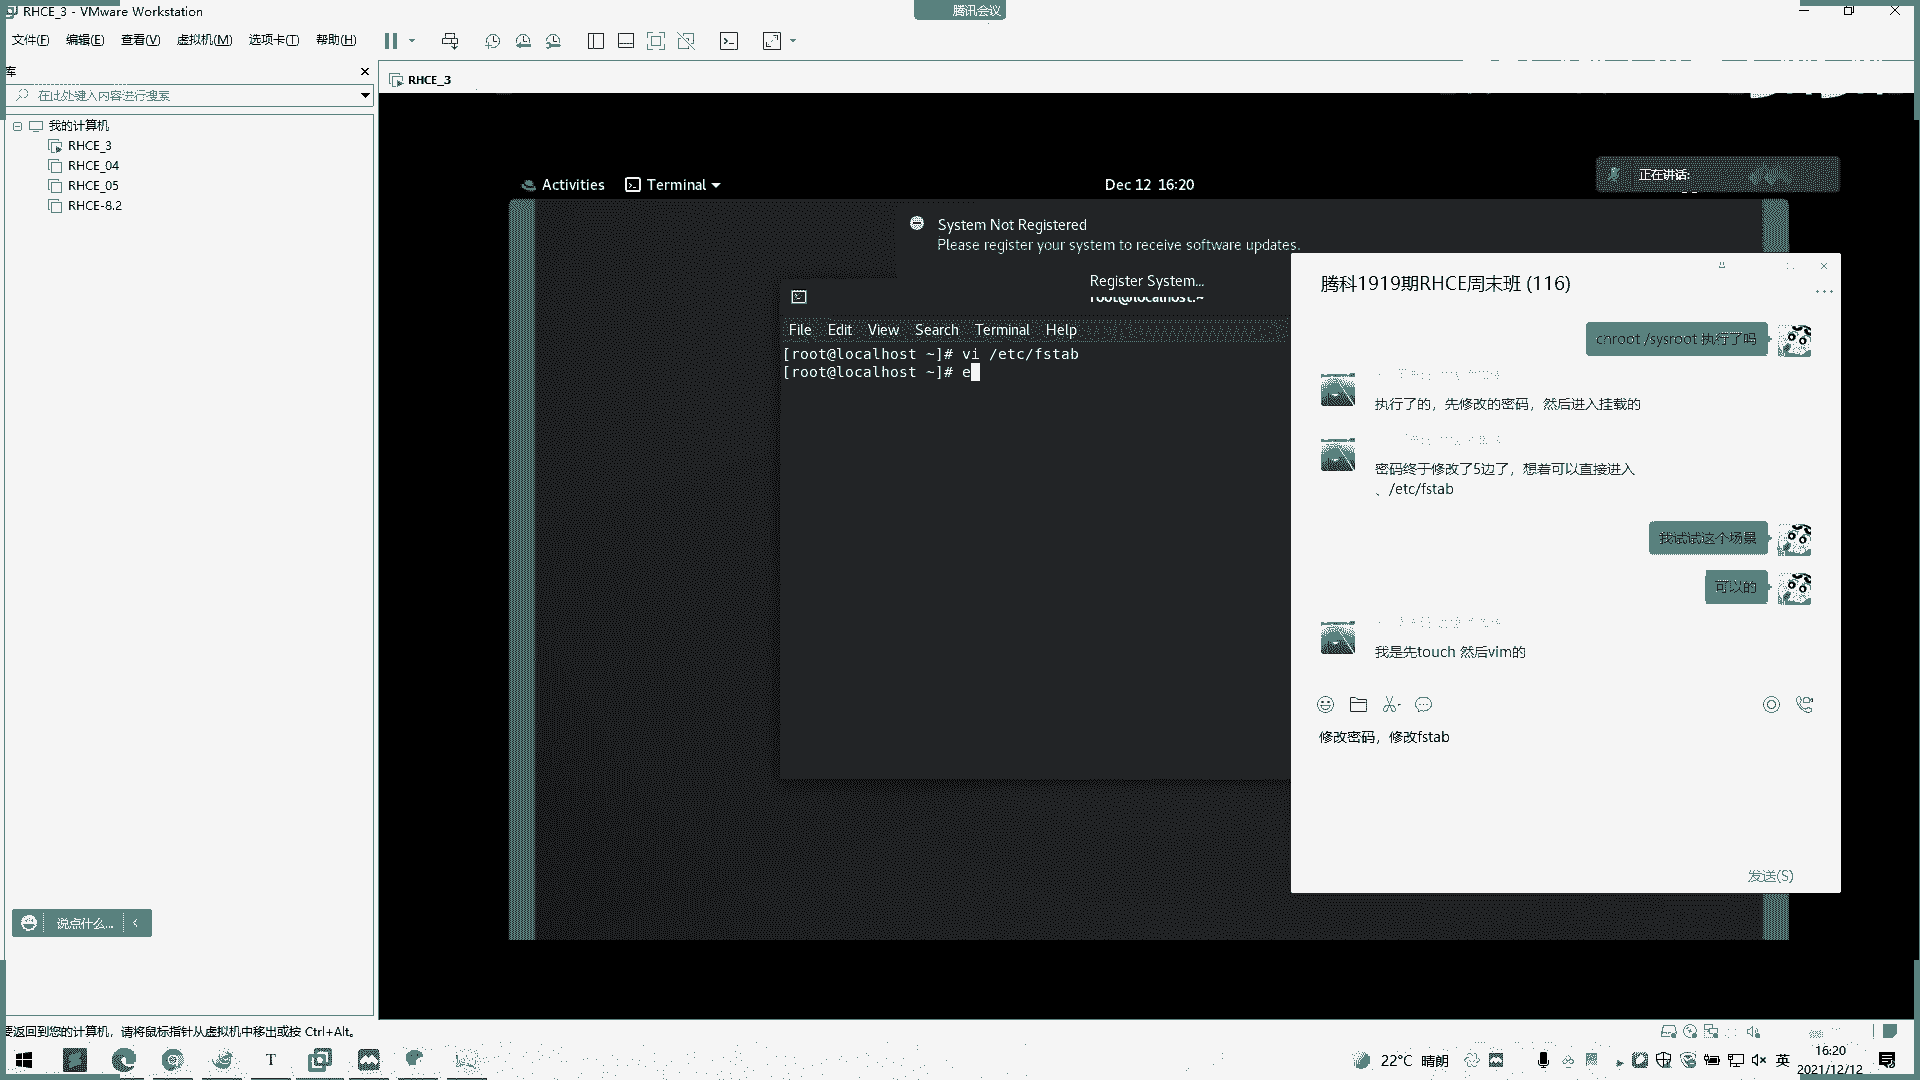 RHCE_3 - VMware Workstation
腾讯会议
文件(F) 编辑(E) 查看(V) 虚拟机(M) 选项卡(T) 帮助(H)
库
在此处键入内容进行搜索
我的计算机
RHCE_3
RHCE_04
RHCE_05
RHCE-8.2
RHCE_3
Activities
Terminal
Dec 12 16:20
正在讲话:
System Not Registered
Please register your system to receive software updates.
Register System...
root@localhost:~
File Edit View Search Terminal Help
[root@localhost ~]# vi /etc/fstab
[root@localhost ~]# e
腾科1919期RHCE周末班 (116)
chroot /sysroot 执行了吗
执行了的，先修改的密码，然后进入挂载的
密码终于修改了5边了，想着可以直接进入
、/etc/fstab
我试试这个场景
可以的
我是先touch 然后vim的
修改密码，修改fstab
发送(S)
说点什么...
要返回到您的计算机，请将鼠标指针从虚拟机中移出或按 Ctrl+Alt。
22°C 晴朗
英
16:20
2021/12/12